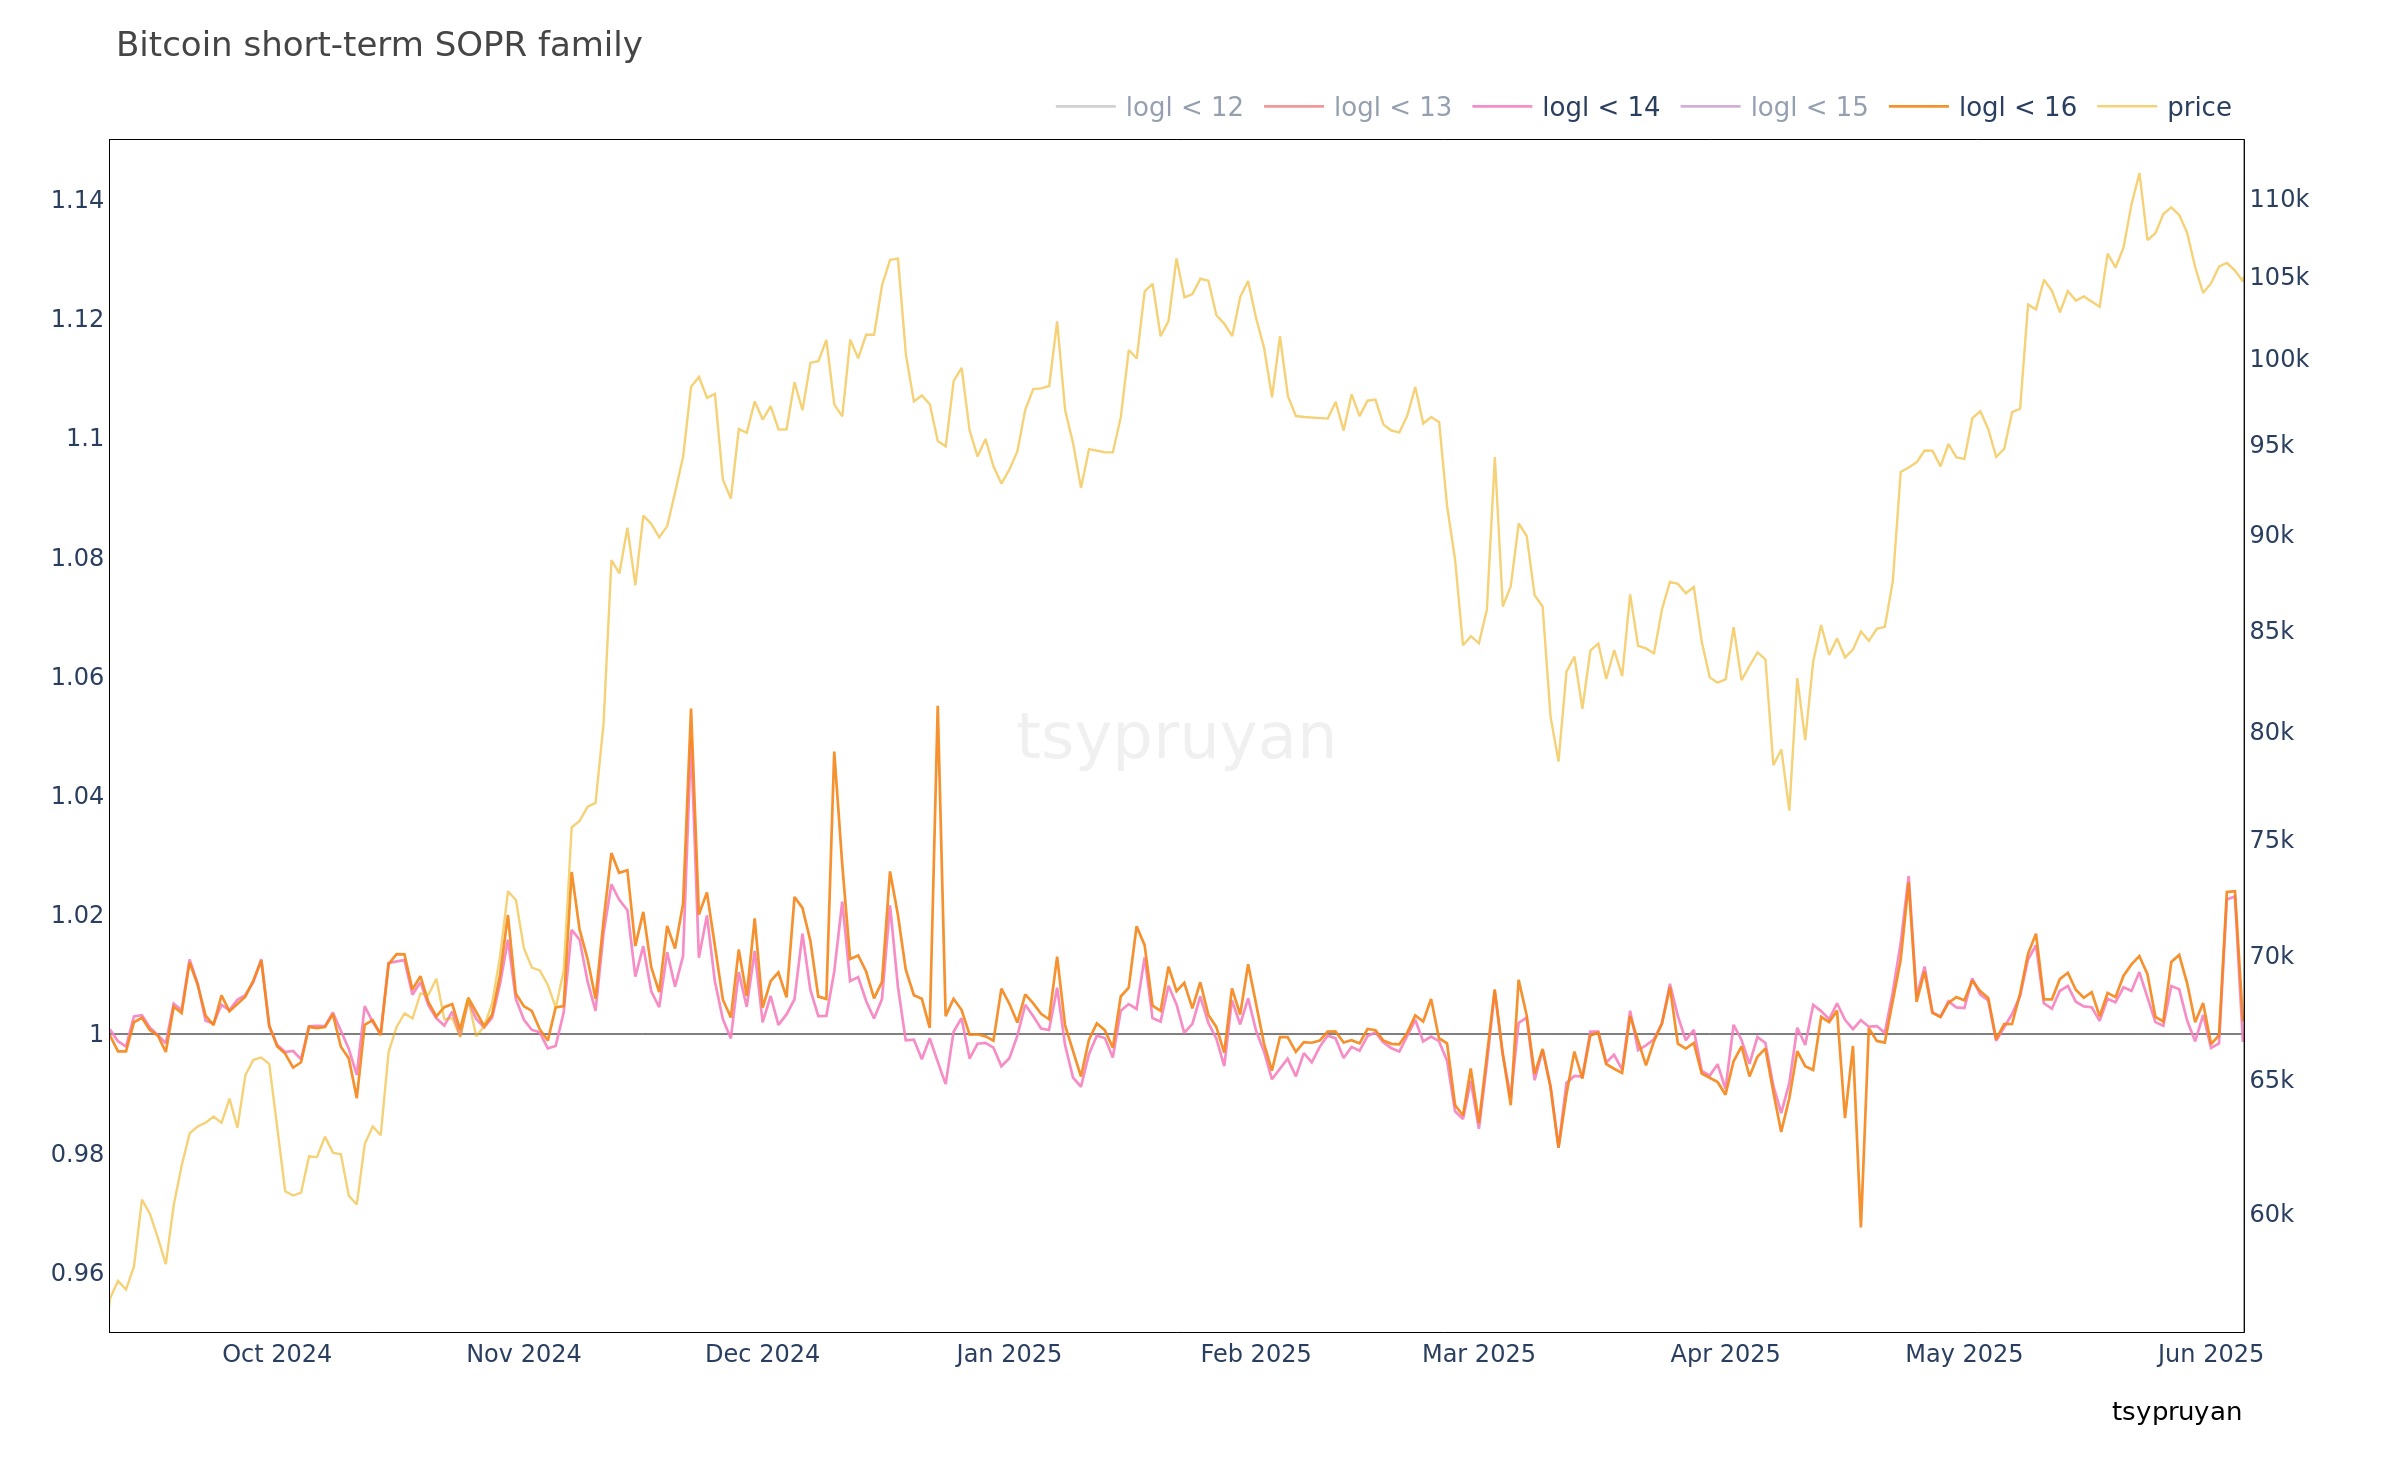 Bitcoin short-term SOPR family
logl < 12 logl < 13 logl < 14 logl < 15 logl < 16 price
1.14 110k
1.12 105k
1.1 100k
1.08 95k
1.06 90k
1.04 85k
1.02 80k
1 75k
0.98 70k
0.96 65k
60k
tsypruyan
Oct 2024 Nov 2024 Dec 2024 Jan 2025 Feb 2025 Mar 2025 Apr 2025 May 2025 Jun 2025
tsypruyan